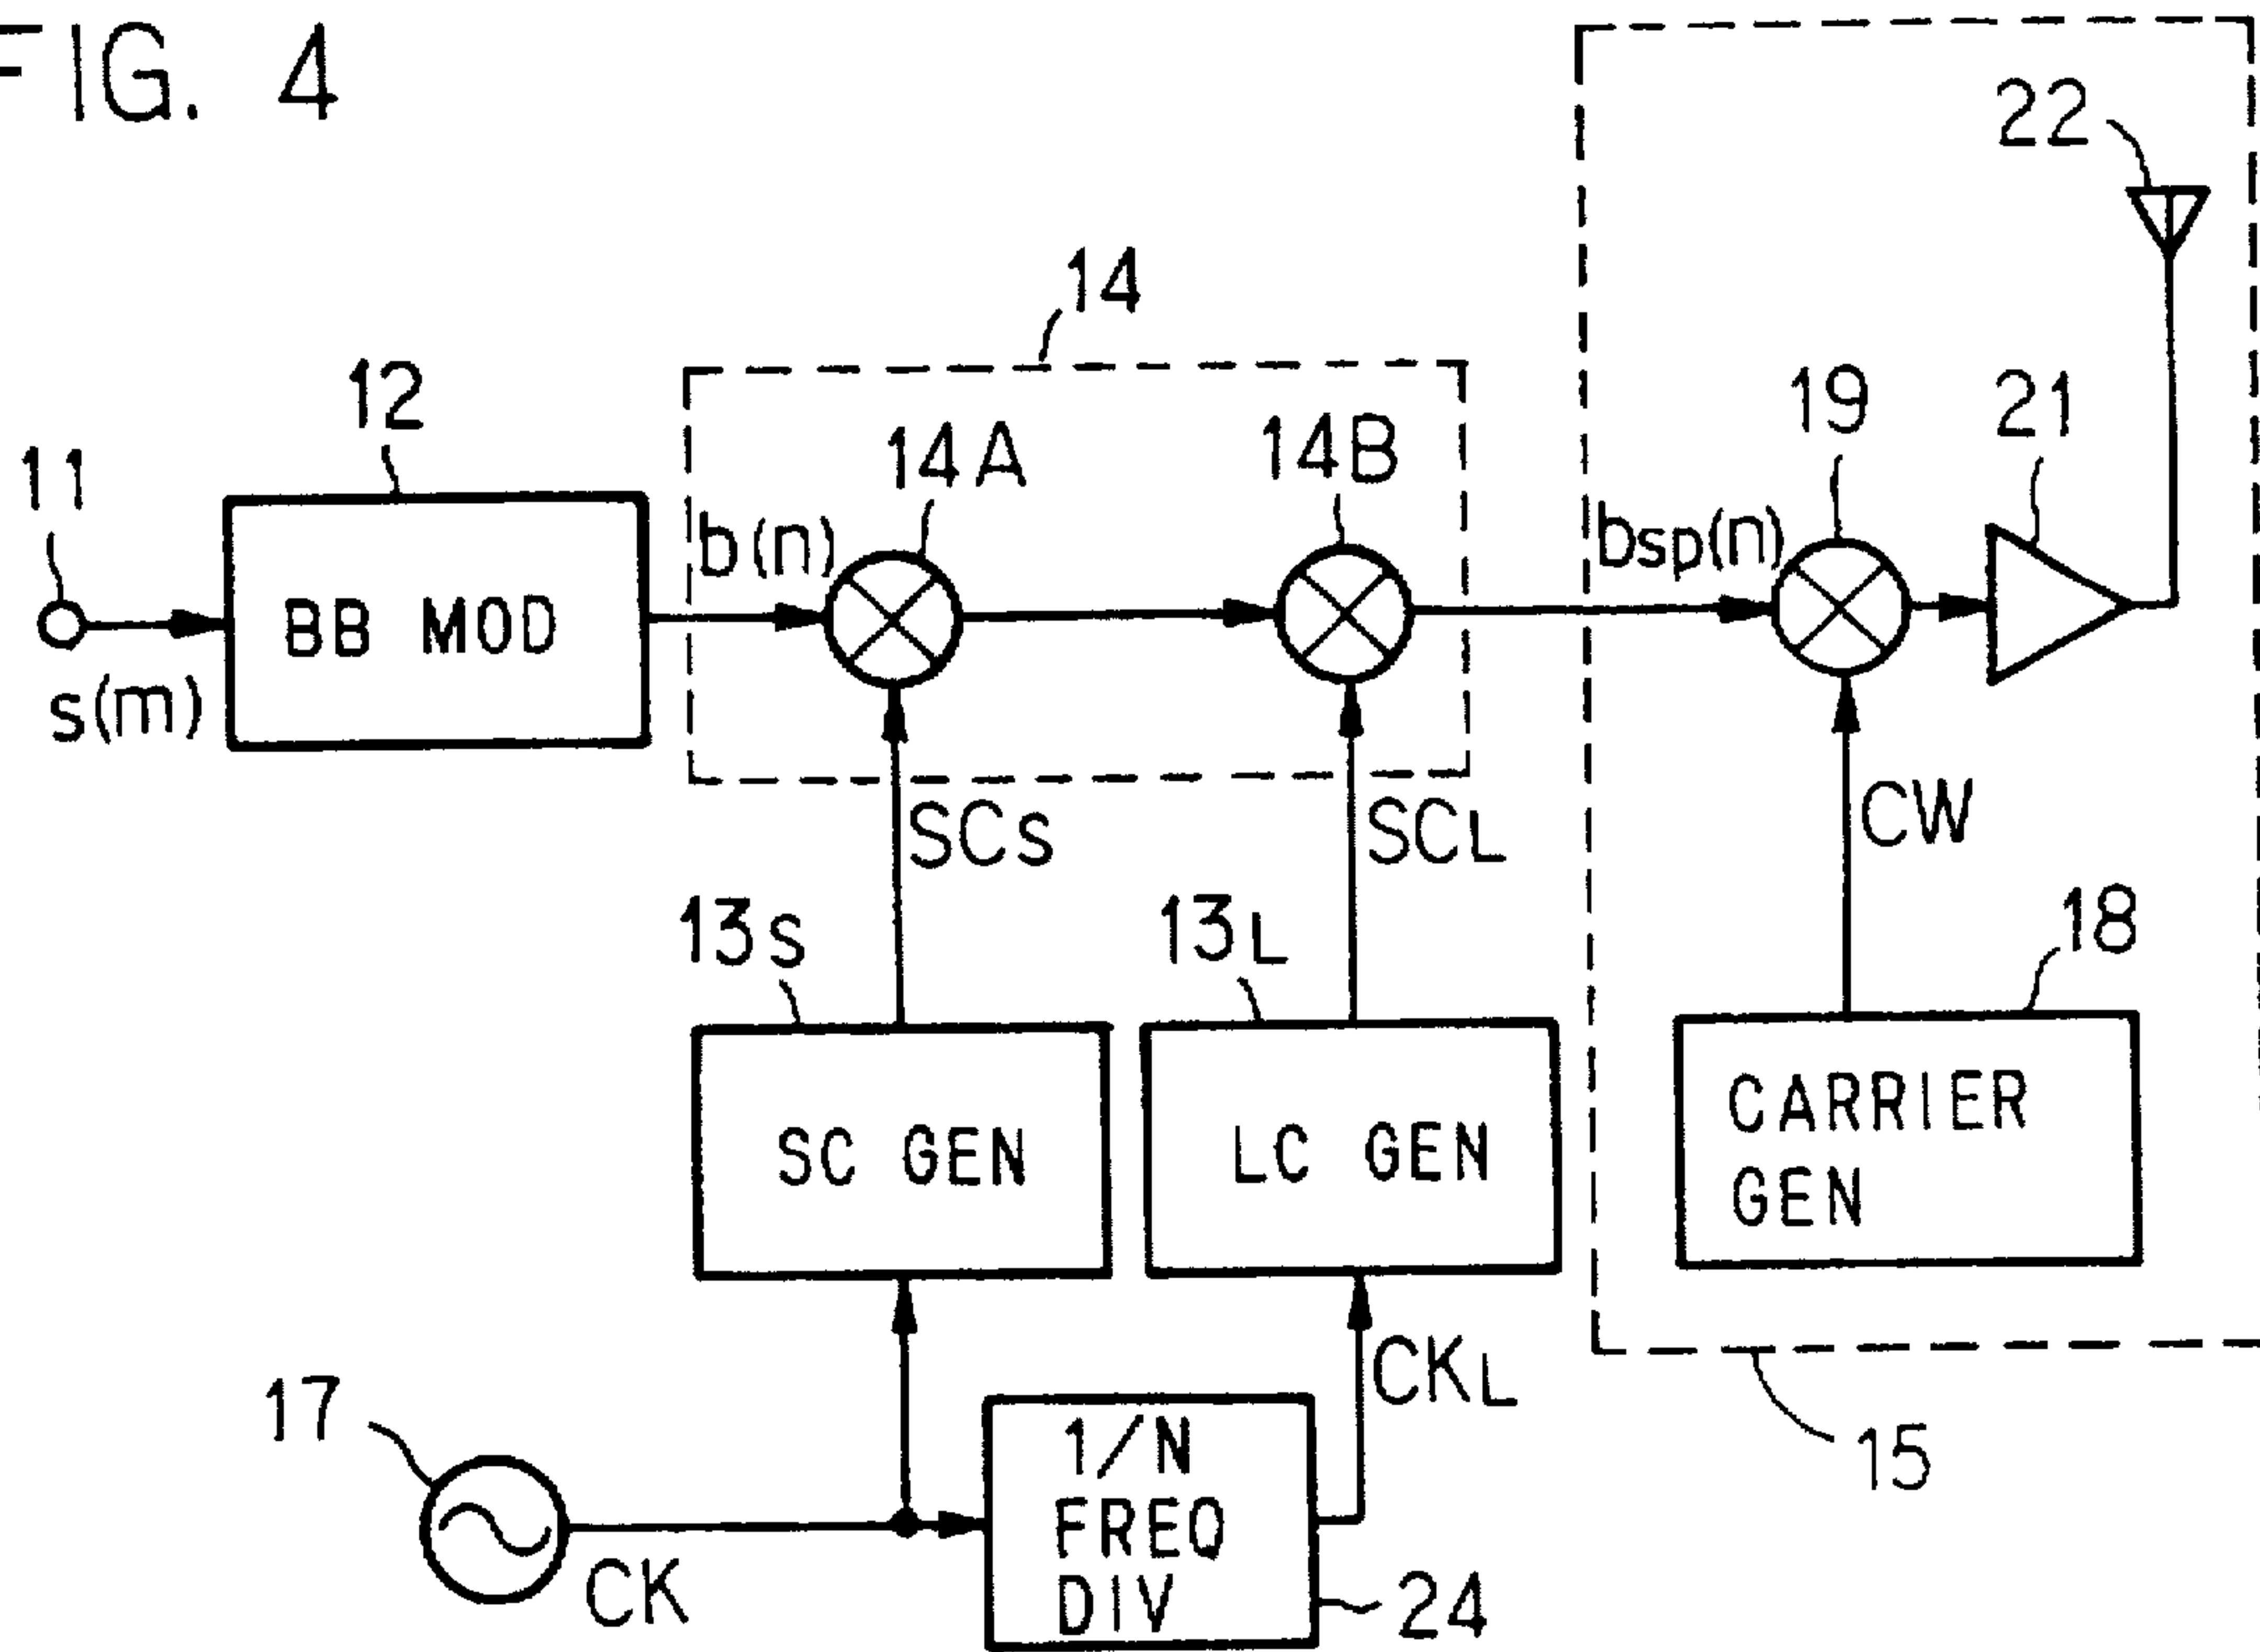 FIG. 4
22
14
12
19
21
14A
14B
11
b(n)
bsp(n)
BB MOD
s(m)
SCs
SCL
CW
13s
13L
18
SC GEN
LC GEN
CARRIER
GEN
CKL
17
1/N
FREQ
DIV
15
CK
24